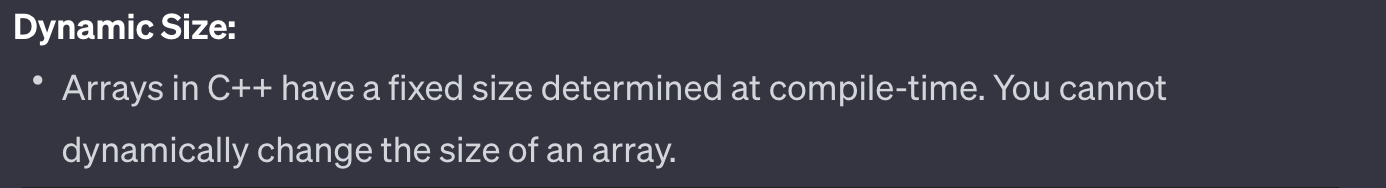 Dynamic Size:
• Arrays in C++ have a fixed size determined at compile-time. You cannot
dynamically change the size of an array.